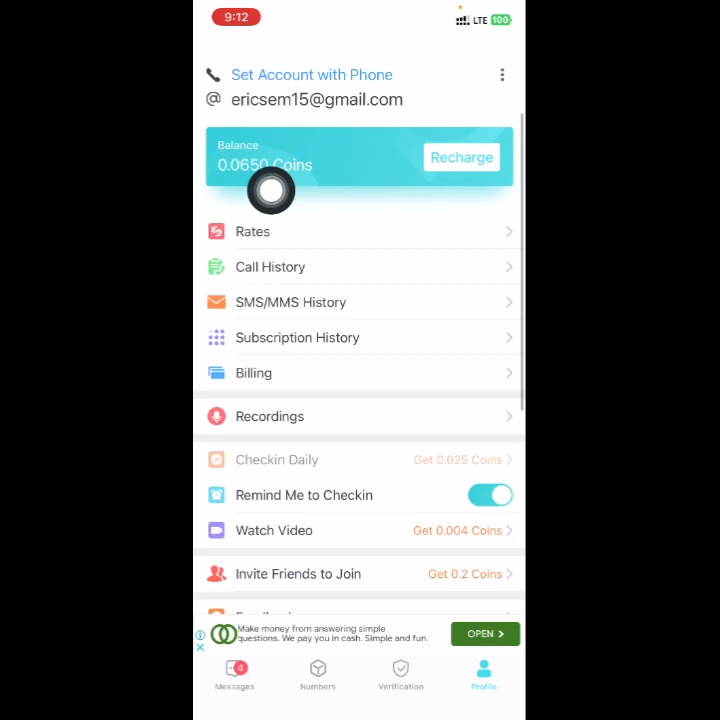 9:12
LTE 100
Set Account with Phone
@ ericsem15@gmail.com
Balance
0.0650 Coins
Recharge
Rates
Call History
SMS/MMS History
Subscription History
Billing
Recordings
Checkin Daily Get 0.025 Coins
Remind Me to Checkin
Watch Video Get 0.004 Coins
Invite Friends to Join Get 0.2 Coins
Make money from answering simple
questions. We pay you in cash. Simple and fun.
OPEN >
4
Messages Numbers Verification Profile